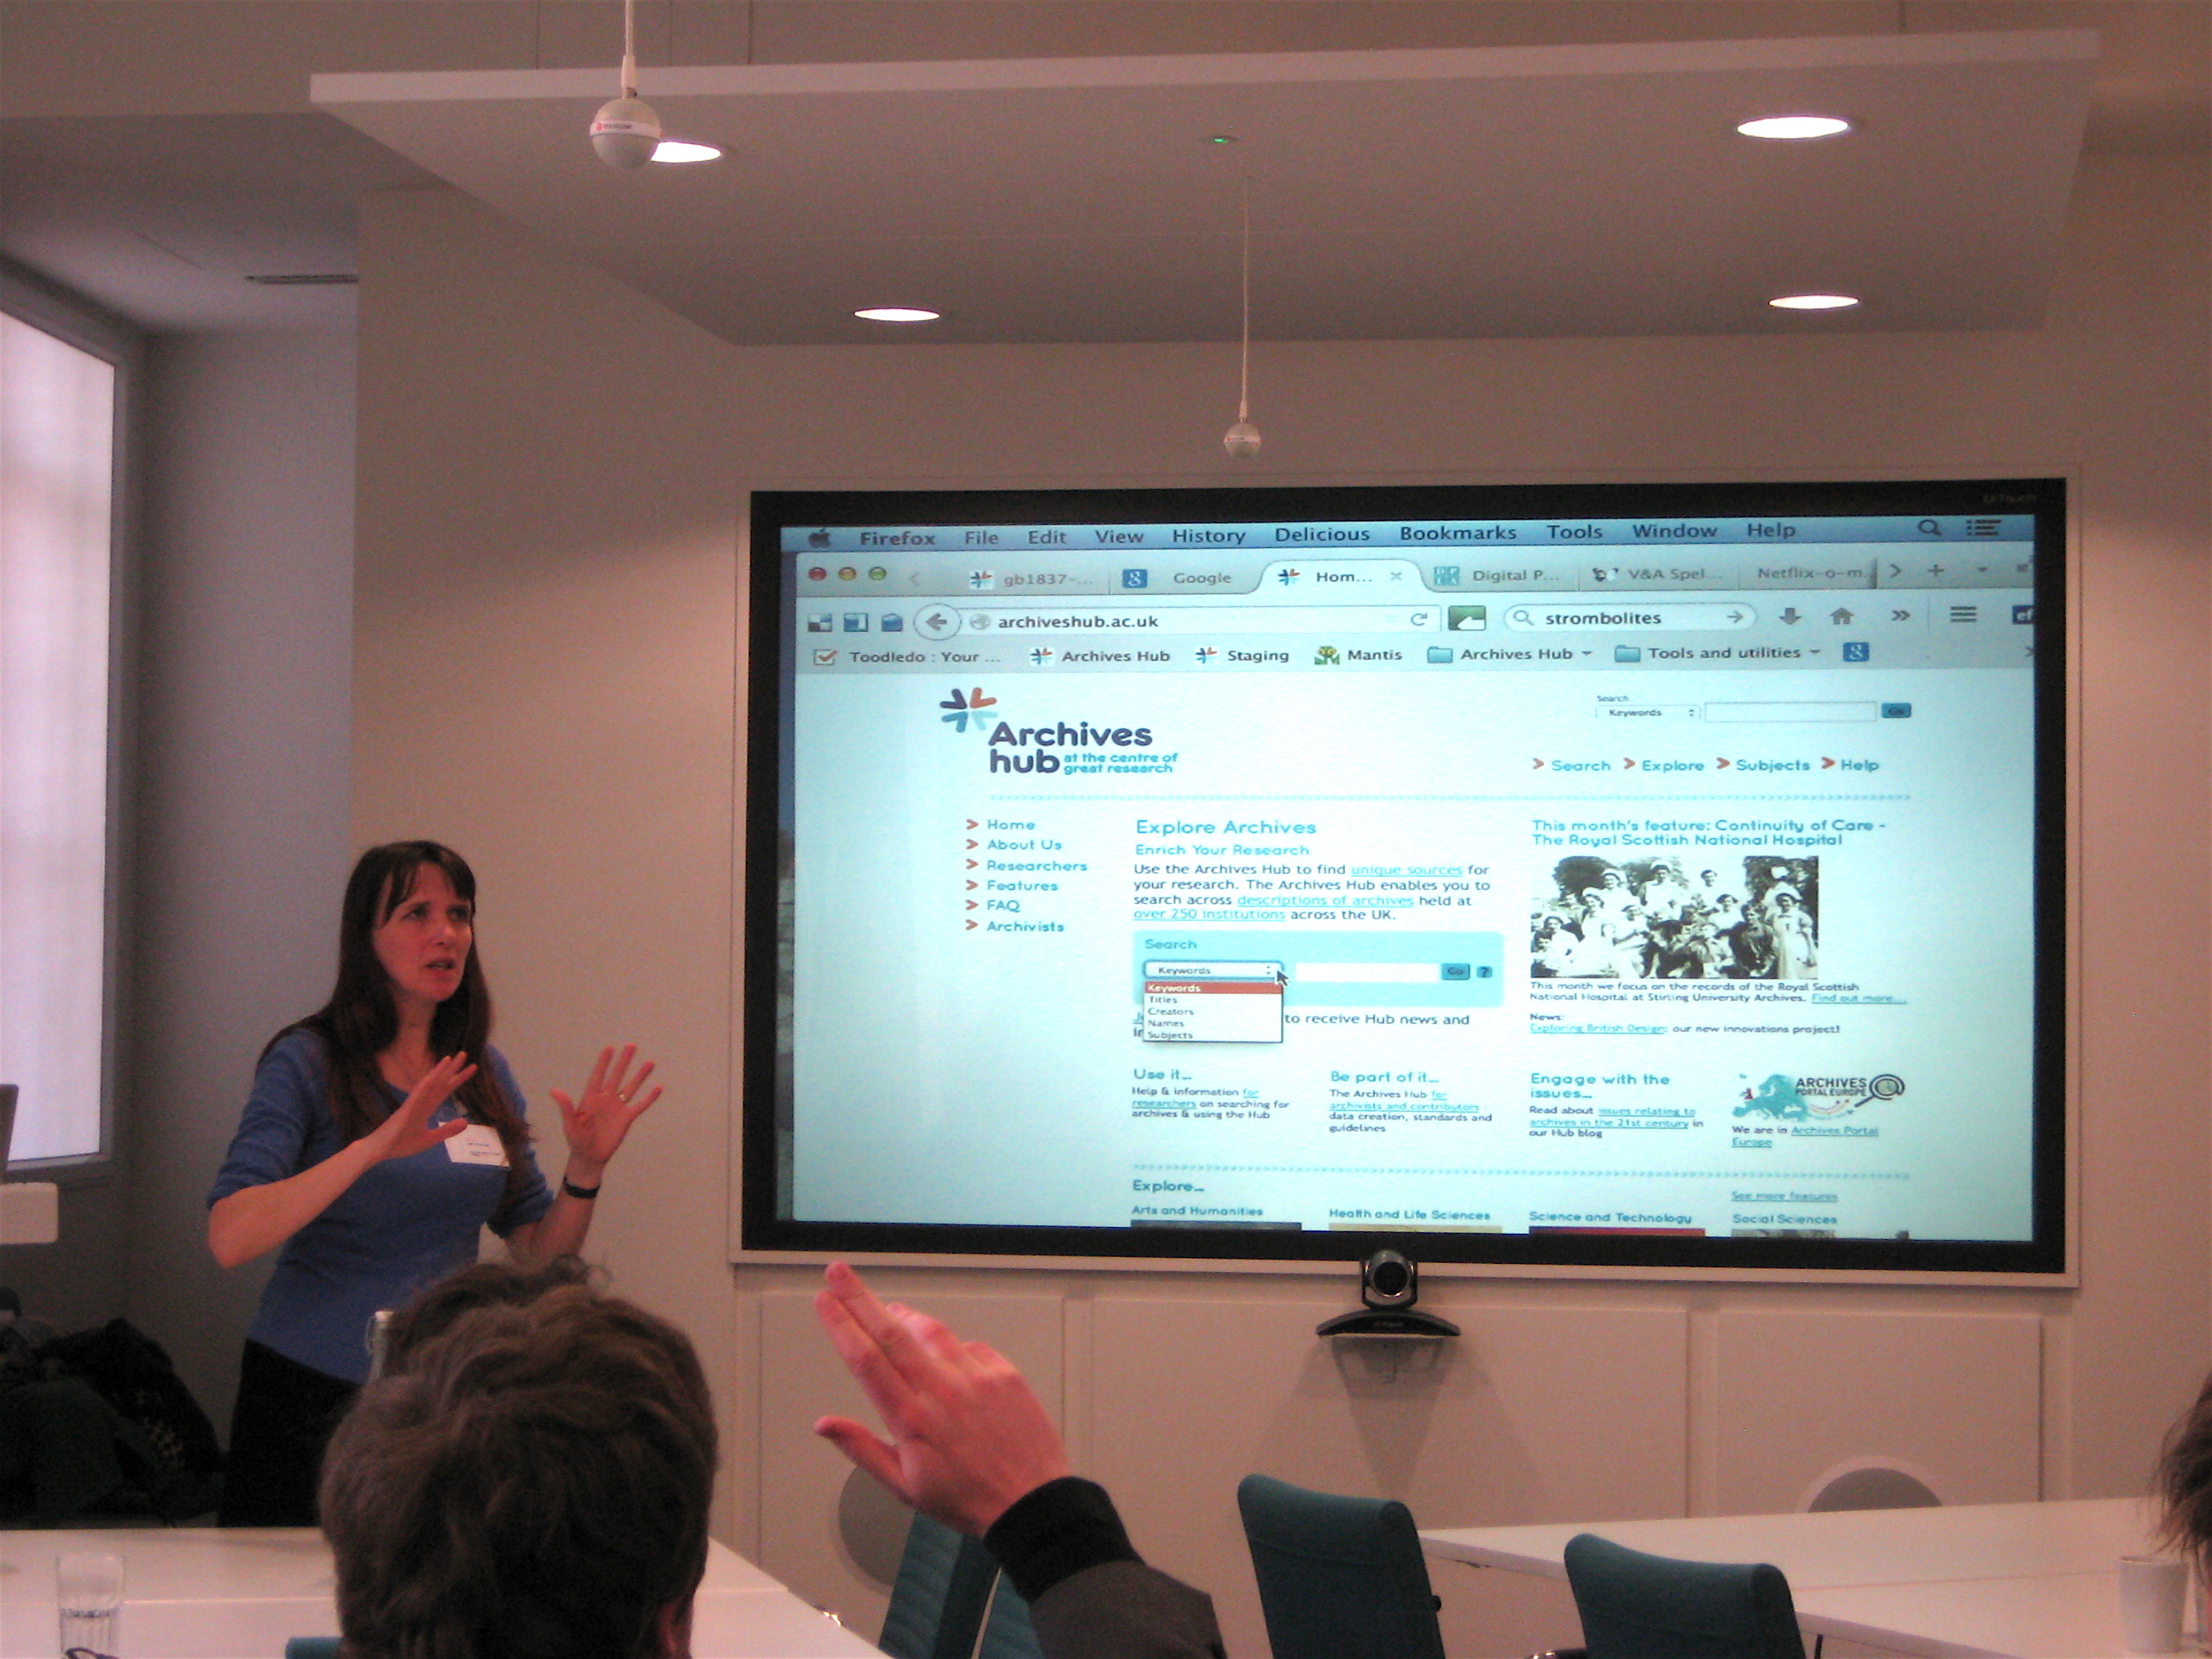 Firefox File Edit View History Delicious Bookmarks Tools Window Help
gb1837-... Google Hom... Digital P... V&A Spel... Netflix-o-m...
archiveshub.ac.uk strombolites
Toodledo : Your ... Archives Hub Staging Mantis Archives Hub Tools and utilities
Search
Keywords Go
Archives
hub at the centre of
great research
Search Explore Subjects Help
Home
About Us
Researchers
Features
FAQ
Archivists
Explore Archives
Enrich Your Research
Use the Archives Hub to find unique sources for
your research. The Archives Hub enables you to
search across descriptions of archives held at
over 250 institutions across the UK.
Search
Keywords Go ?
Keywords
Titles
Creators
Names
Subjects
to receive Hub news and
This month's feature: Continuity of Care -
The Royal Scottish National Hospital
This month we focus on the records of the Royal Scottish
National Hospital at Stirling University Archives. Find out more...
News:
Exploring British Design: our new innovations project!
Use it...
Help & information for
researchers on searching for
archives & using the Hub
Be part of it...
The Archives Hub for
archivists and contributors
data creation, standards and
guidelines
Engage with the
issues...
Read about issues relating to
archives in the 21st century in
our Hub blog
ARCHIVES
PORTAL EUROPE
We are in Archives Portal
Europe
Explore...
See more features
Arts and Humanities
Health and Life Sciences
Science and Technology
Social Sciences